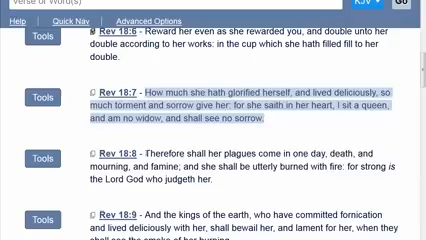 Verse or Word(s)
KJV
Go
Help Quick Nav Advanced Options
Tools
Rev 18:6 - Reward her even as she rewarded you, and double unto her
double according to her works: in the cup which she hath filled fill to her
double.
Tools
Rev 18:7 - How much she hath glorified herself, and lived deliciously, so
much torment and sorrow give her: for she saith in her heart, I sit a queen,
and am no widow, and shall see no sorrow.
Tools
Rev 18:8 - Therefore shall her plagues come in one day, death, and
mourning, and famine; and she shall be utterly burned with fire: for strong is
the Lord God who judgeth her.
Tools
Rev 18:9 - And the kings of the earth, who have committed fornication
and lived deliciously with her, shall bewail her, and lament for her, when they
shall see the smoke of her burning,